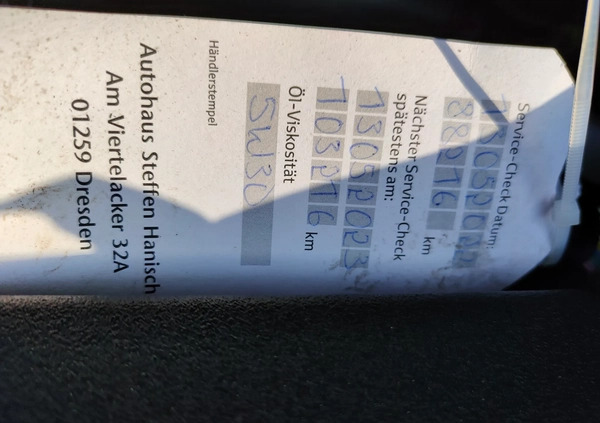 Service-Check Datum:
13052022
88216 km
Nächster Service-Check
spätestens am:
13052023
103216 km
Öl-Viskosität
5W30
Händlerstempel
Autohaus Steffen Hanisch
Am Viertelacker 32A
01259 Dresden